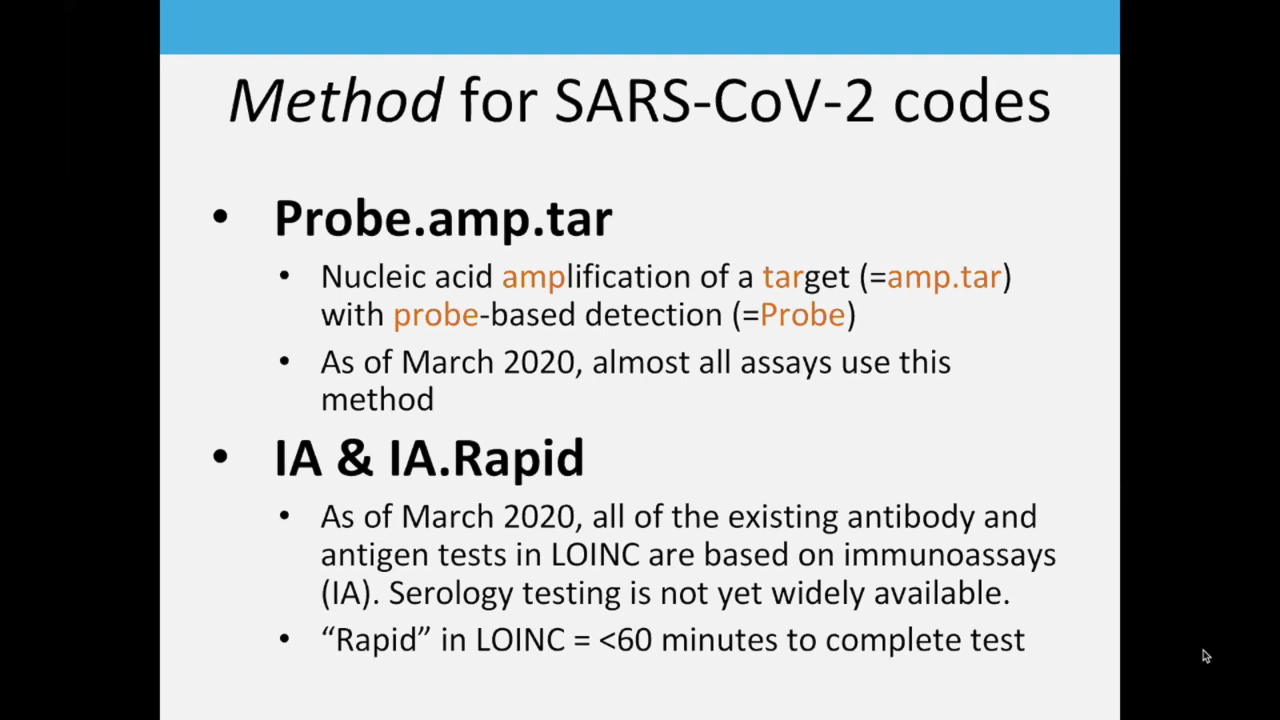 Method for SARS-CoV-2 codes
• Probe.amp.tar
• Nucleic acid amplification of a target (=amp.tar)
with probe-based detection (=Probe)
• As of March 2020, almost all assays use this
method
• IA & IA.Rapid
• As of March 2020, all of the existing antibody and
antigen tests in LOINC are based on immunoassays
(IA). Serology testing is not yet widely available.
• “Rapid” in LOINC = <60 minutes to complete test